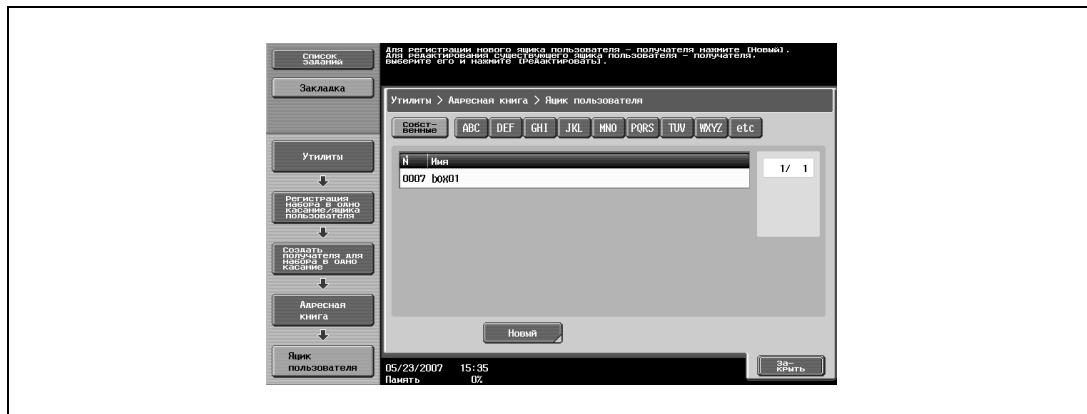 Список
заданий
Закладка
Утилиты
Регистрация
набора в одно
касание/ящика
пользователя
Создать
получателя для
набора в одно
касание
Адресная
книга
Ящик
пользователя
Для регистрации нового ящика пользователя – получателя нажмите [Новый].
Для редактирования существующего ящика пользователя – получателя,
выберите его и нажмите [Редактировать].
Утилиты > Адресная книга > Ящик пользователя
Собст-
венные
ABC DEF GHI JKL MNO PQRS TUV WXYZ etc
N Имя
0007 box01
1/ 1
Новый
05/23/2007 15:35
Память 0%
За-
крыть